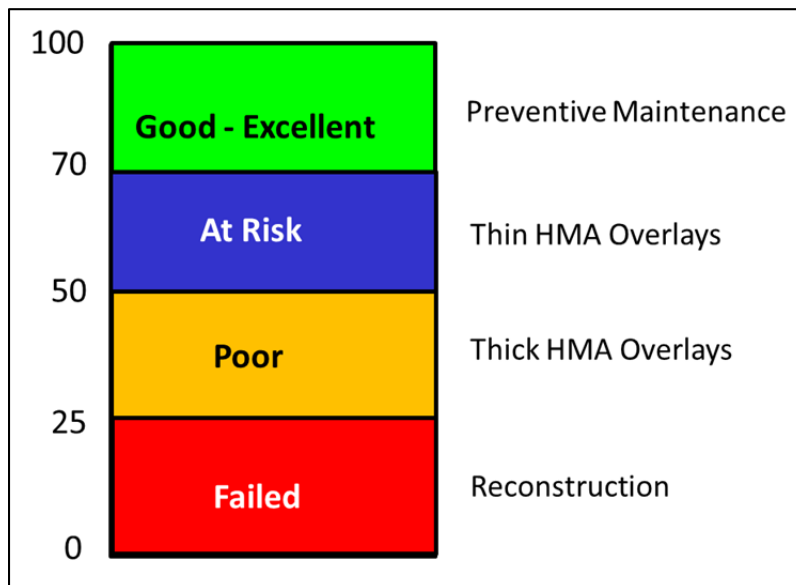 100
Good - Excellent
Preventive Maintenance
70
At Risk
Thin HMA Overlays
50
Poor
Thick HMA Overlays
25
Failed
Reconstruction
0